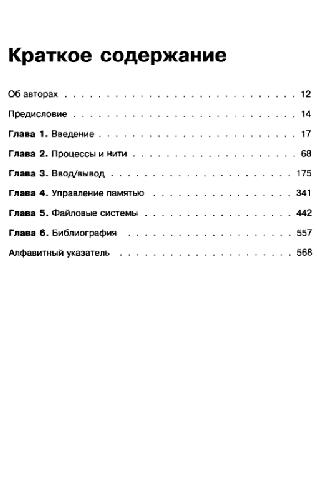 Краткое содержание
Об авторах . . . . . . . . . . . . . . . . . . . . . . . . . . . . 12
Предисловие . . . . . . . . . . . . . . . . . . . . . . . . . . . 14
Глава 1. Введение . . . . . . . . . . . . . . . . . . . . . . . . 17
Глава 2. Процессы и нити . . . . . . . . . . . . . . . . . . . . 68
Глава 3. Ввод/вывод . . . . . . . . . . . . . . . . . . . . . . 175
Глава 4. Управление памятью . . . . . . . . . . . . . . . . . . 341
Глава 5. Файловые системы . . . . . . . . . . . . . . . . . . . 442
Глава 6. Библиография . . . . . . . . . . . . . . . . . . . . . 557
Алфавитный указатель . . . . . . . . . . . . . . . . . . . . . 568